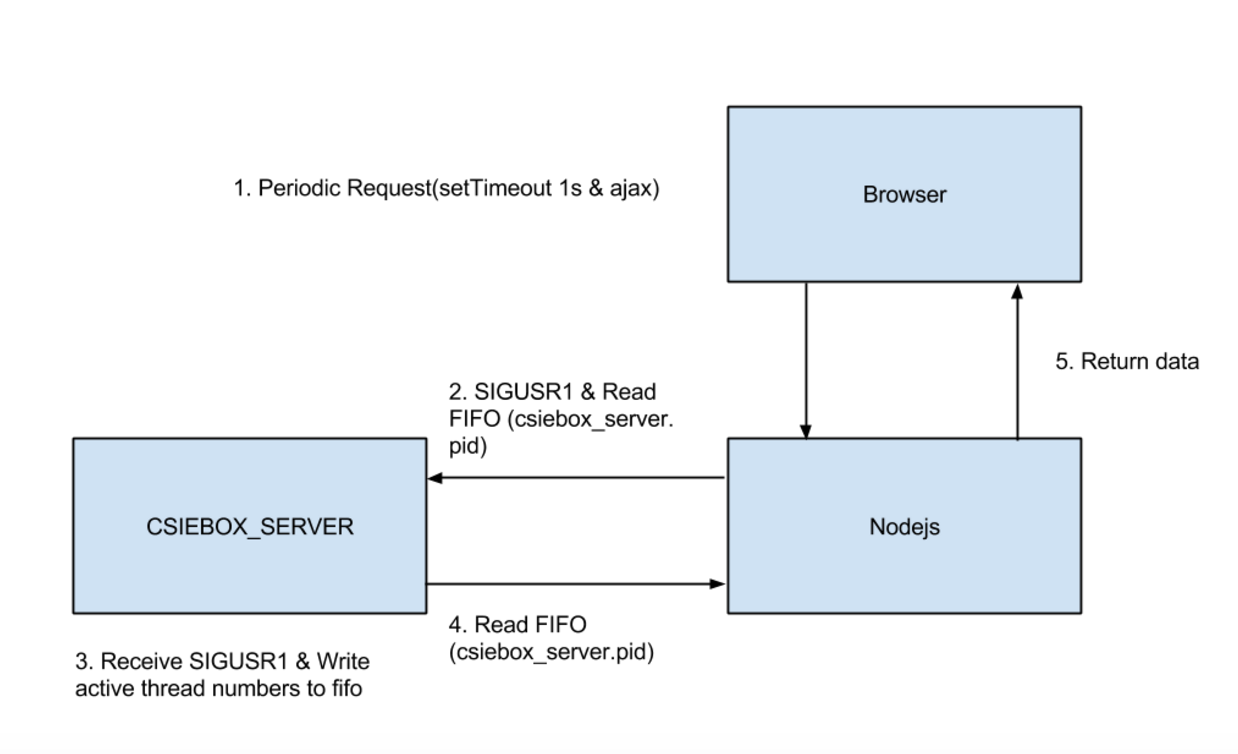 1. Periodic Request(setTimeout 1s & ajax)
Browser
5. Return data
2. SIGUSR1 & Read
FIFO (csiebox_server.
pid)
CSIEBOX_SERVER
Nodejs
4. Read FIFO
(csiebox_server.pid)
3. Receive SIGUSR1 & Write
active thread numbers to fifo